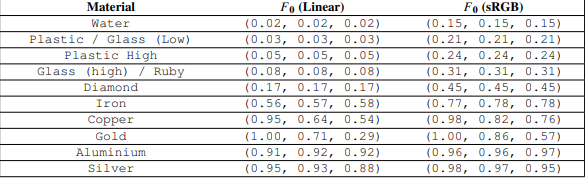 Material F0 (Linear) F0 (sRGB)
Water (0.02, 0.02, 0.02) (0.15, 0.15, 0.15)
Plastic / Glass (Low) (0.03, 0.03, 0.03) (0.21, 0.21, 0.21)
Plastic High (0.05, 0.05, 0.05) (0.24, 0.24, 0.24)
Glass (high) / Ruby (0.08, 0.08, 0.08) (0.31, 0.31, 0.31)
Diamond (0.17, 0.17, 0.17) (0.45, 0.45, 0.45)
Iron (0.56, 0.57, 0.58) (0.77, 0.78, 0.78)
Copper (0.95, 0.64, 0.54) (0.98, 0.82, 0.76)
Gold (1.00, 0.71, 0.29) (1.00, 0.86, 0.57)
Aluminium (0.91, 0.92, 0.92) (0.96, 0.96, 0.97)
Silver (0.95, 0.93, 0.88) (0.98, 0.97, 0.95)